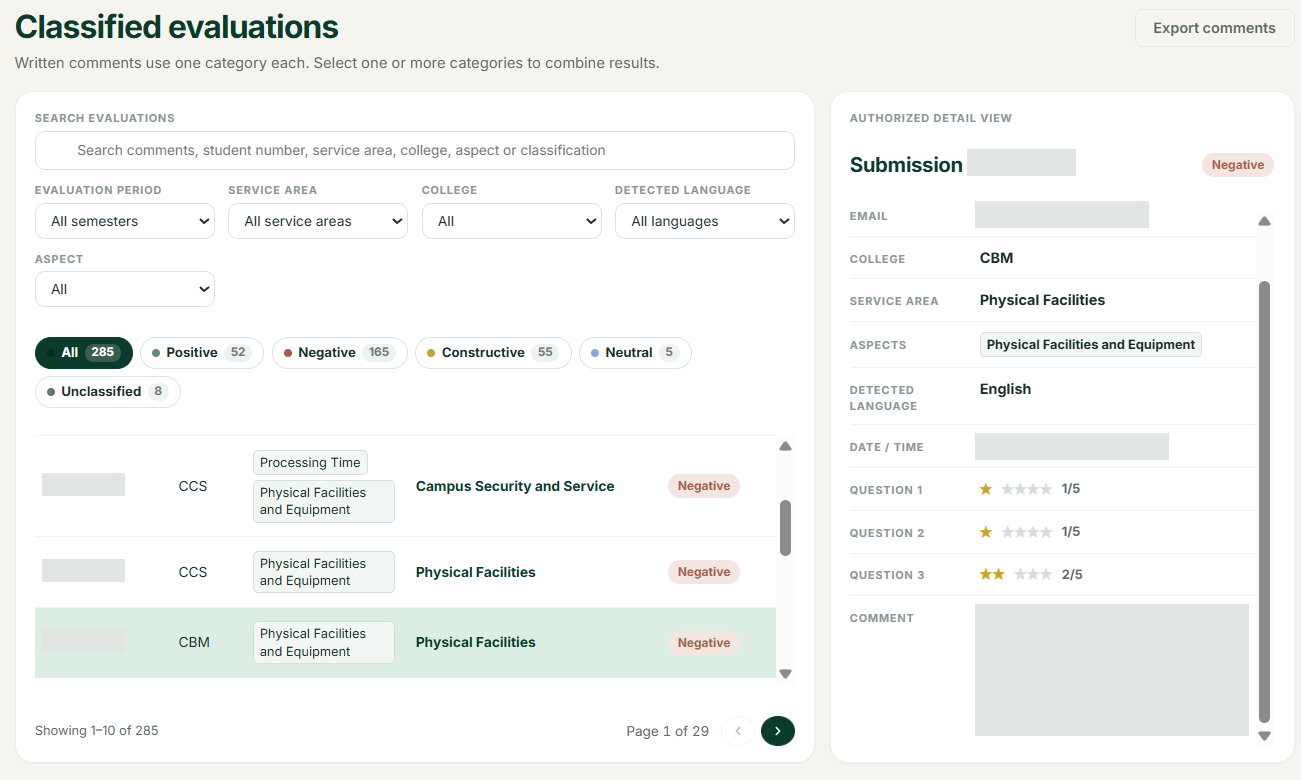 Classified evaluations
Export comments
Written comments use one category each. Select one or more categories to combine results.
SEARCH EVALUATIONS
Search comments, student number, service area, college, aspect or classification
EVALUATION PERIOD
SERVICE AREA
COLLEGE
DETECTED LANGUAGE
All semesters
All service areas
All
All languages
ASPECT
All
All 285
Positive 52
Negative 165
Constructive 55
Neutral 5
Unclassified 8
CCS
Processing Time
Physical Facilities
and Equipment
Campus Security and Service
Negative
CCS
Physical Facilities
and Equipment
Physical Facilities
Negative
CBM
Physical Facilities
and Equipment
Physical Facilities
Negative
Showing 1–10 of 285
Page 1 of 29
AUTHORIZED DETAIL VIEW
Submission
Negative
EMAIL
COLLEGE
CBM
SERVICE AREA
Physical Facilities
ASPECTS
Physical Facilities and Equipment
DETECTED
LANGUAGE
English
DATE / TIME
QUESTION 1
1/5
QUESTION 2
1/5
QUESTION 3
2/5
COMMENT